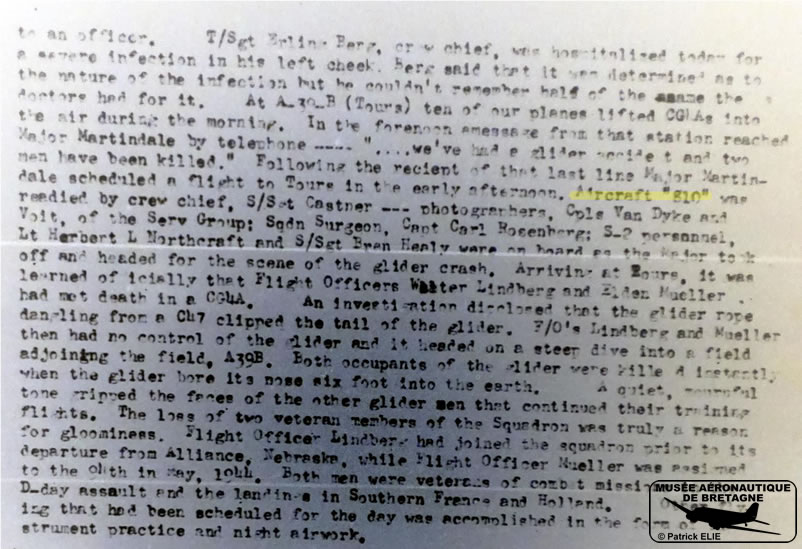 to an officer. T/Sgt Erling Berg, crew chief, was hospitalized today for
a severe infection in his left cheek. Berg said that it was determined as to
the nature of the infection but he couldn't remember half of the name the
doctors had for it. At A-39-B (Tours) ten of our planes lifted CG4As into
the air during the morning. In the forenoon amessage from that station reached
Major Martindale by telephone ---- "....we've had a glider accide t and two
men have been killed." Following the recient of that last line Major Martin-
dale scheduled a flight to Tours in the early afternoon. Aircraft "810" was
readied by crew chief, S/Sgt Castner --- photographers, Cpls Van Dyke and
Voit, of the Serv Group; Sqdn Surgeon, Capt Carl Rosenberg; S-2 personnel,
Lt Herbert L Northcraft and S/Sgt Bren Healy were on board as the Major took
off and headed for the scene of the glider crash. Arriving at Tours, it was
learned of icially that Flight Officers Walter Lindberg and Elden Mueller
had met death in a CG4A. An investigation disclosed that the glider rope
dangling from a C47 clipped the tail of the glider. F/O's Lindberg and Mueller
then had no control of the glider and it headed on a steep dive into a field
adjoining the field, A39B. Both occupants of the glider were kille d instantly
when the glider bore its nose six foot into the earth. A quiet, mournful
tone gripped the faces of the other glider men that continued their training
flights. The loss of two veteran members of the Squadron was truly a reason
for gloominess. Flight Officer Lindberg had joined the squadron prior to its
departure from Alliance, Nebraska, while Flight Officer Mueller was assigned
to the 94th in May, 1944. Both men were veterans of combat
D-day assault and the landings in Southern France and Holland.
ing that had been scheduled for the day was accomplished in the form of
strument practice and night airwork.
MUSÉE AÉRONAUTIQUE
DE BRETAGNE
© Patrick ELIE